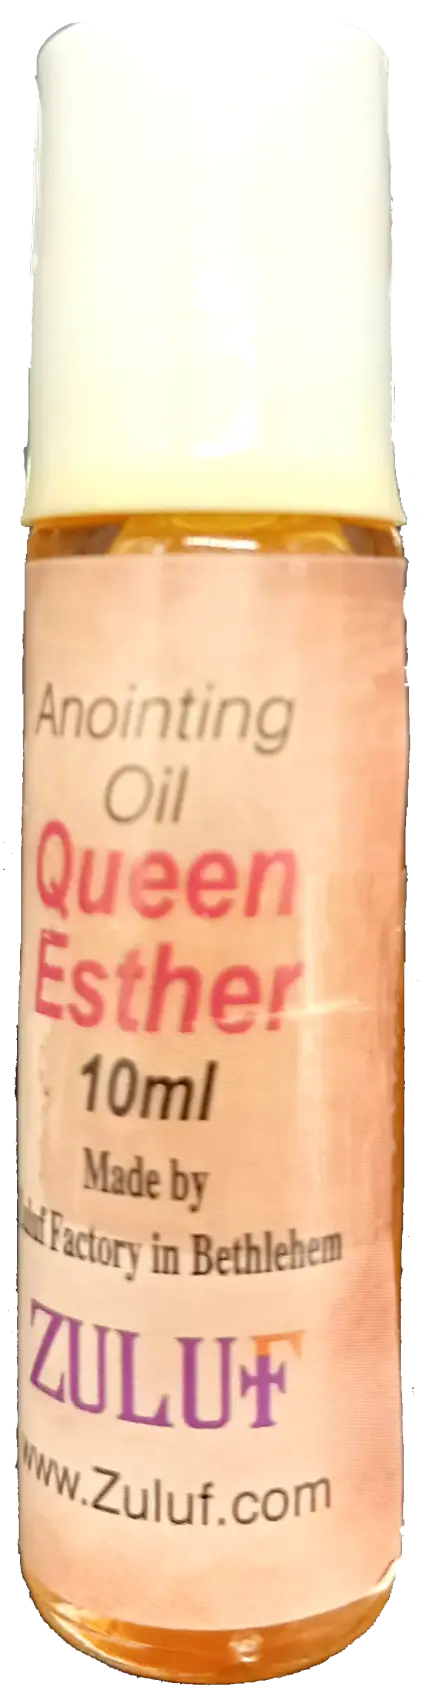 Anointing
Oil
Queen
Esther
10ml
Made by
Factory in Bethlehem
ZULUF
www.Zuluf.com